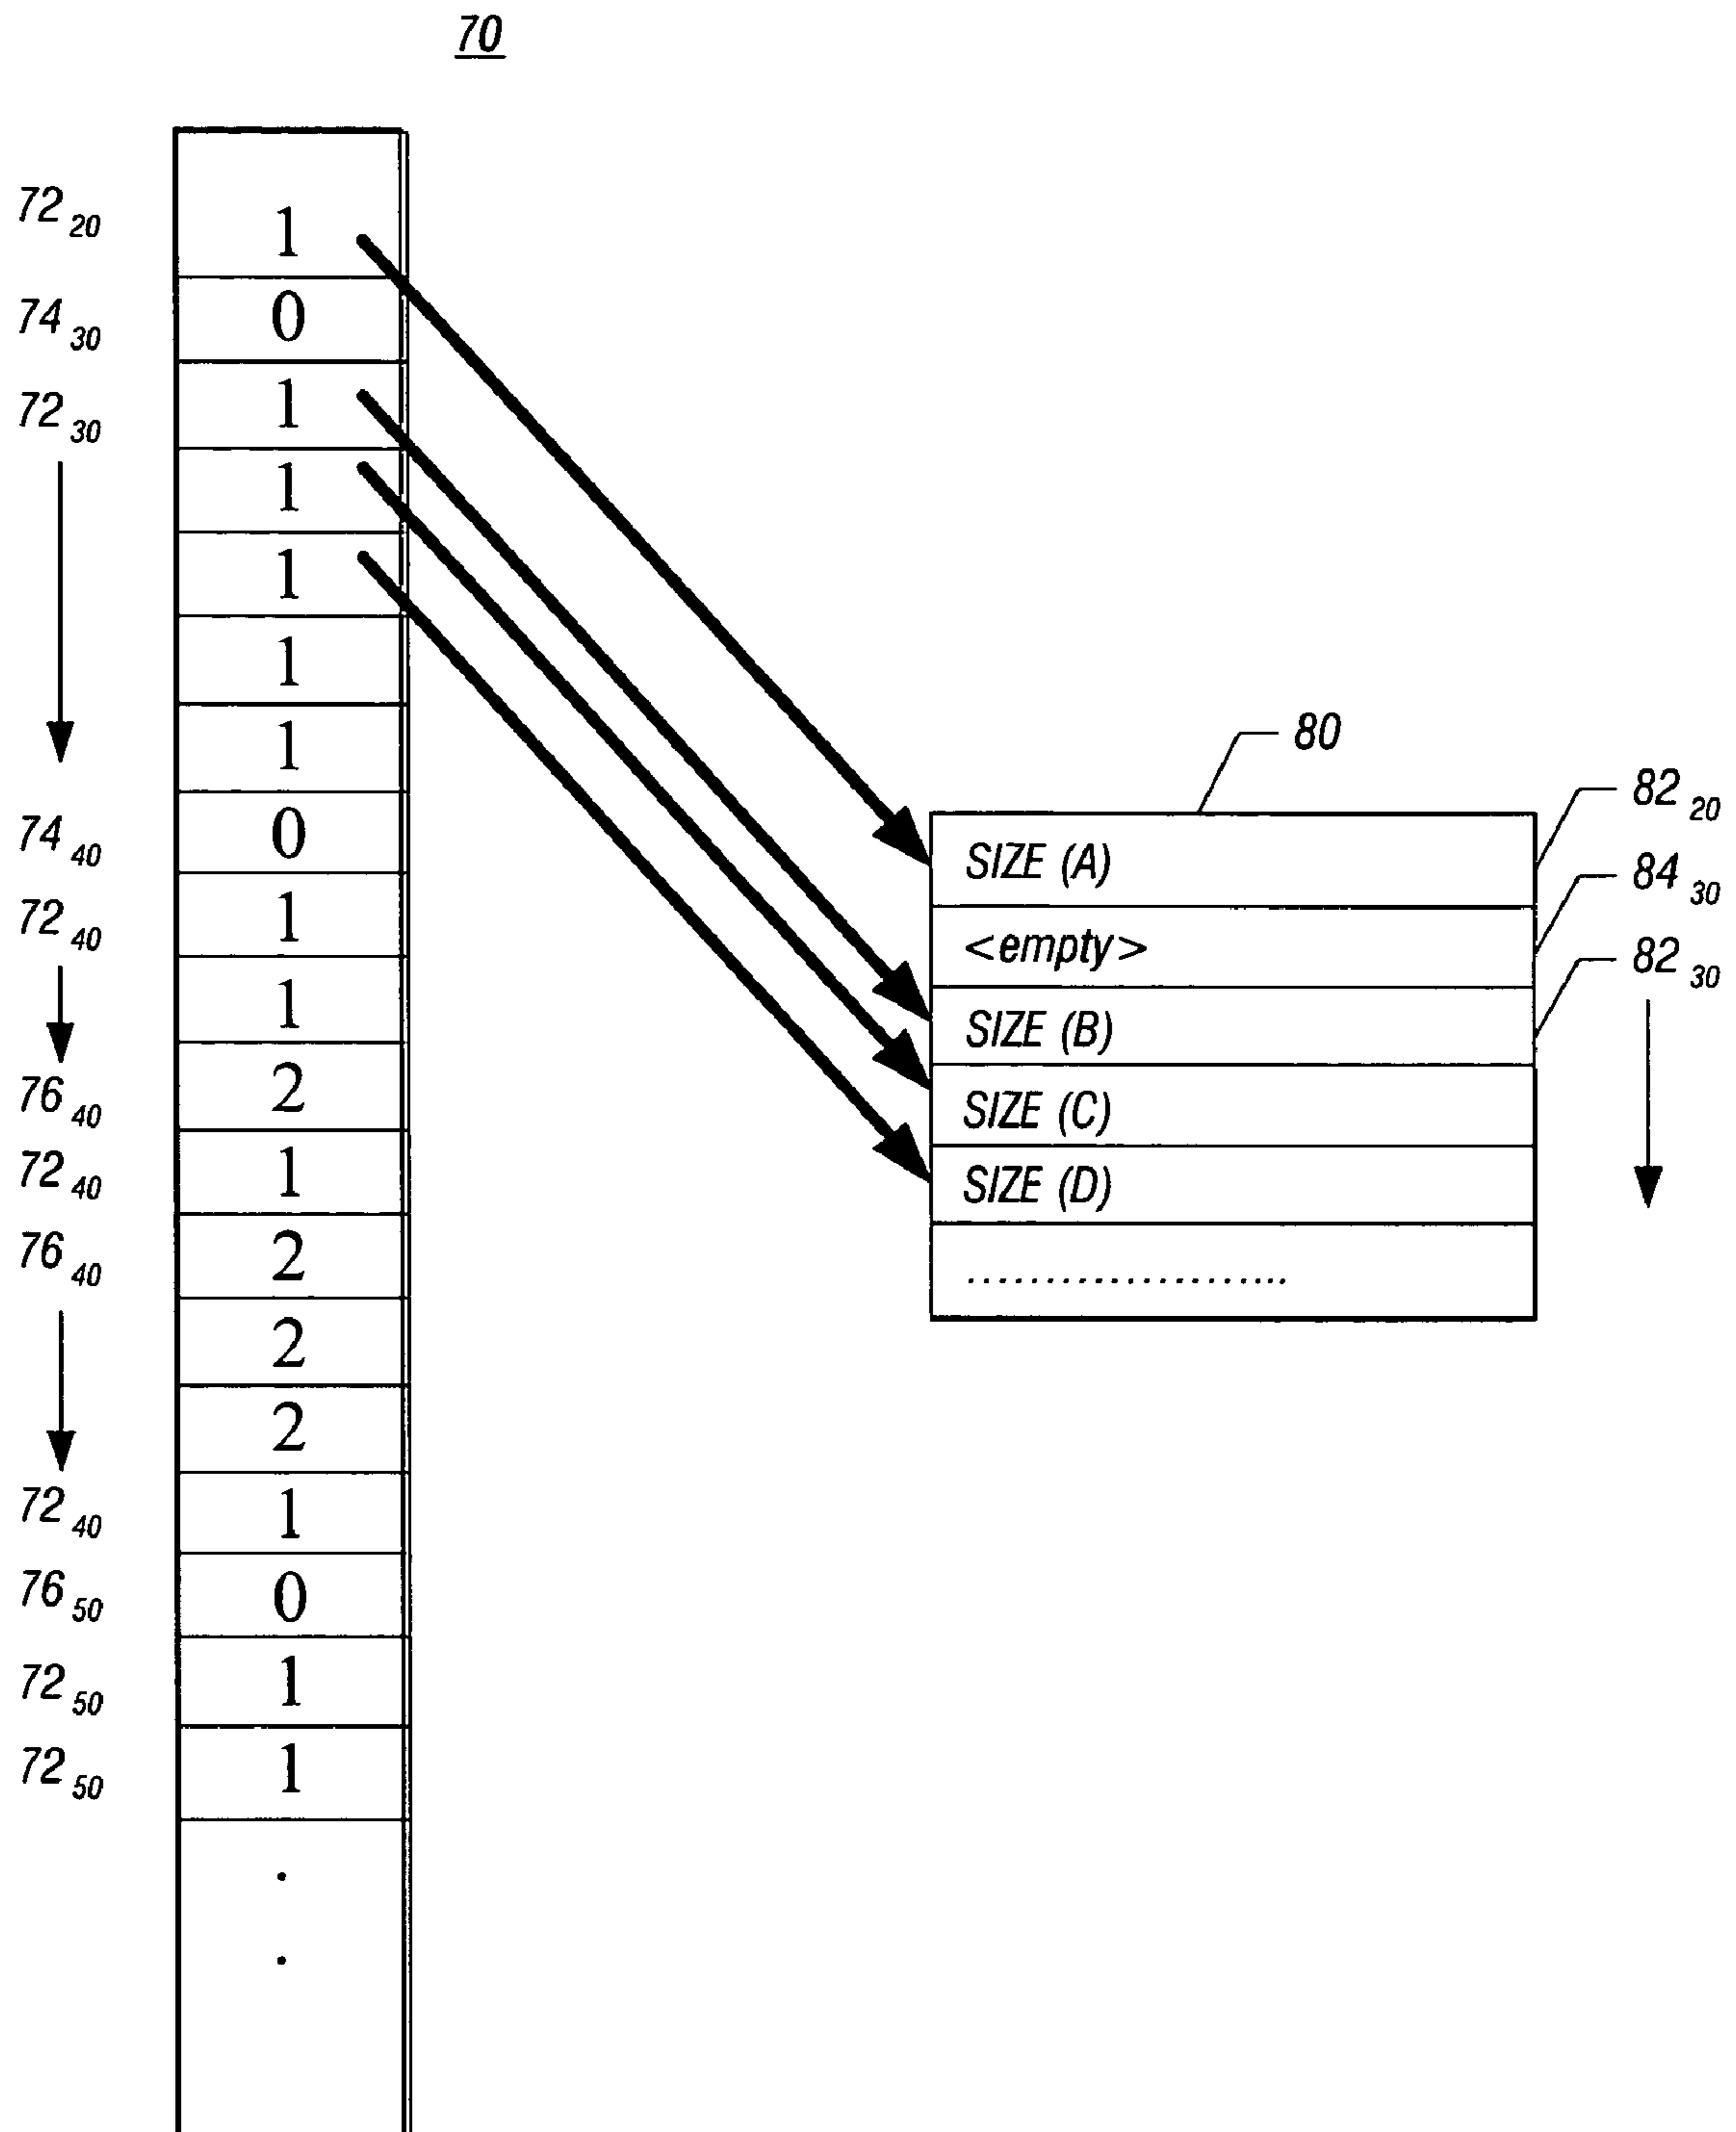 70
72 20 1
74 30 0
72 30 1
1
1
1
1
74 40 0
72 40 1
1
76 40 2
72 40 1
76 40 2
2
2
72 40 1
76 50 0
72 50 1
72 50 1
.
.
80
SIZE (A) 82 20
<empty> 84 30
SIZE (B) 82 30
SIZE (C)
SIZE (D)
.....................